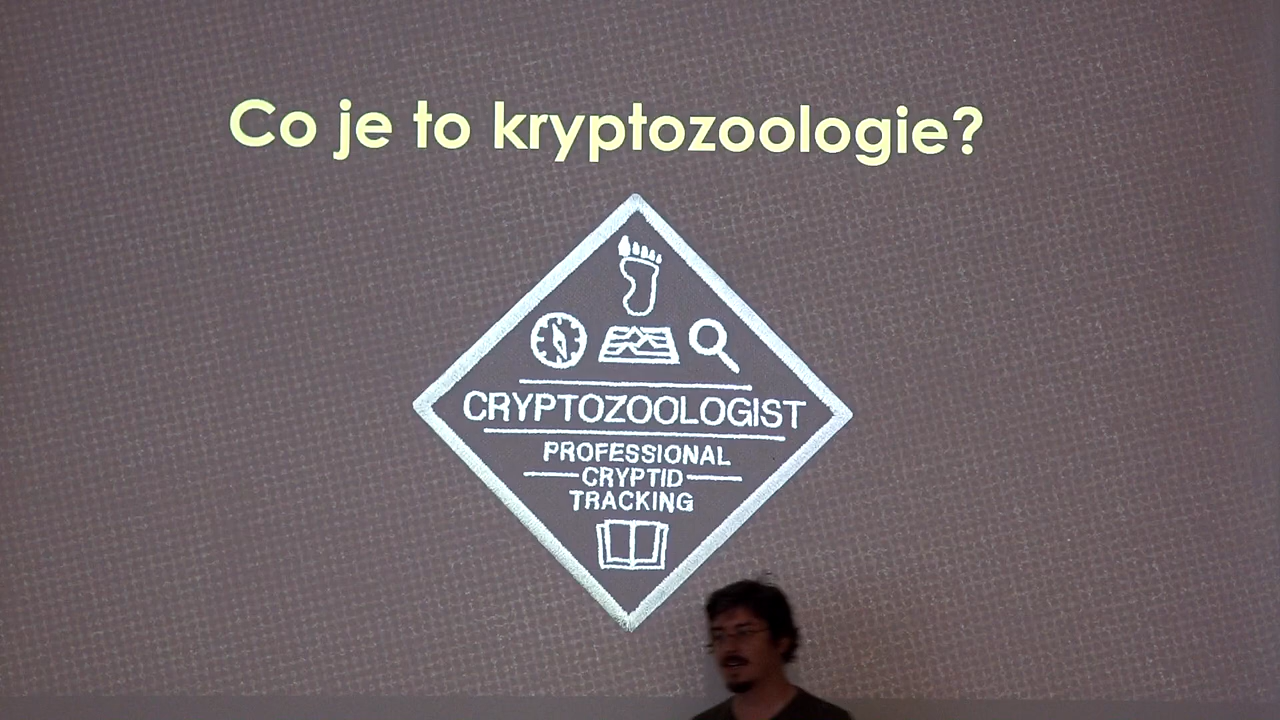 Co je to kryptozoologie?
CRYPTOZOOLOGIST
PROFESSIONAL
CRYPTID
TRACKING